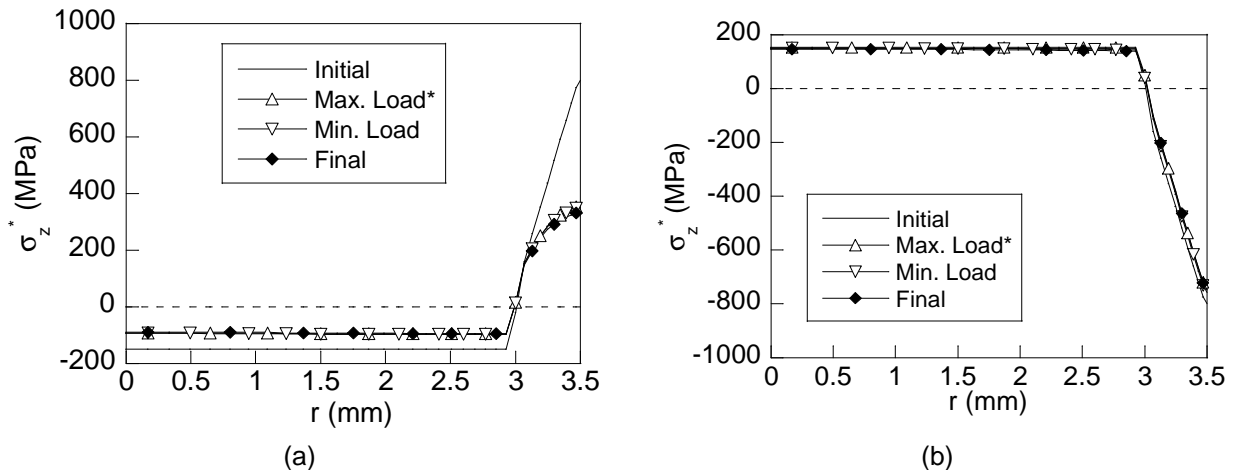 1000
800
600
400
200
0
-200
σz* (MPa)
Initial
Max. Load*
Min. Load
Final
0 0.5 1 1.5 2 2.5 3 3.5
r (mm)
(a)
200
0
-200
-400
-600
-800
-1000
σz* (MPa)
Initial
Max. Load*
Min. Load
Final
0 0.5 1 1.5 2 2.5 3 3.5
r (mm)
(b)